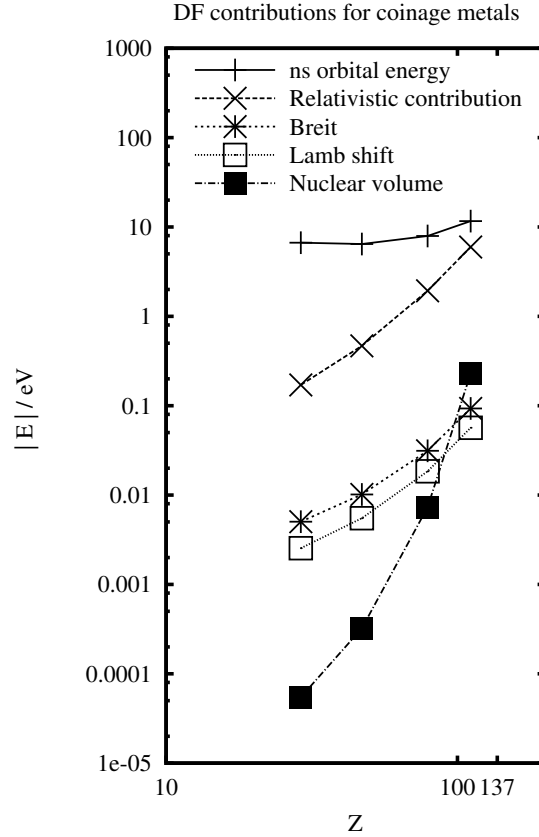 DF contributions for coinage metals
1000
100
10
1
0.1
0.01
0.001
0.0001
1e-05
| E | / eV
ns orbital energy
Relativistic contribution
Breit
Lamb shift
Nuclear volume
10
100
137
Z